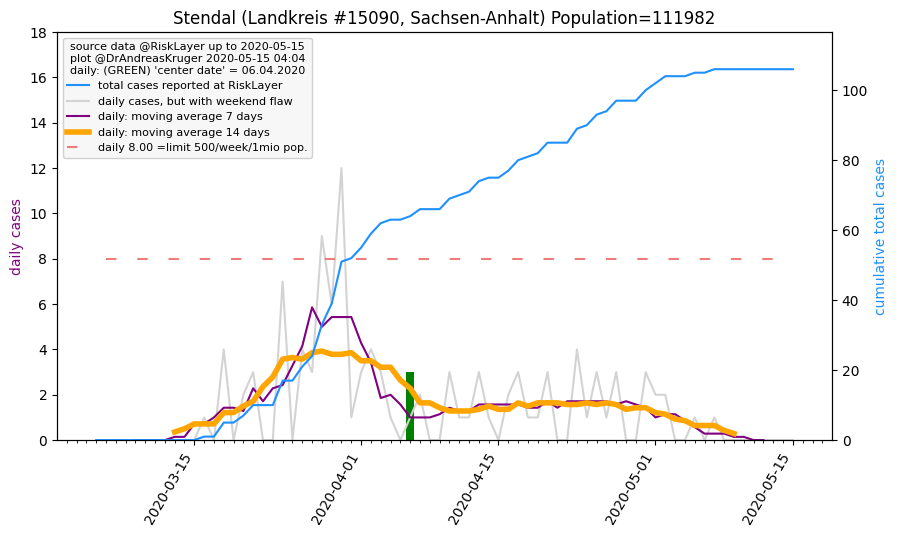 Stendal (Landkreis #15090, Sachsen-Anhalt) Population=111982
source data @RiskLayer up to 2020-05-15
plot @DrAndreasKruger 2020-05-15 04:04
daily: (GREEN) 'center date' = 06.04.2020
total cases reported at RiskLayer
daily cases, but with weekend flaw
daily: moving average 7 days
daily: moving average 14 days
daily 8.00 =limit 500/week/1mio pop.
daily cases
18
16
14
12
10
8
6
4
2
0
100
80
60
40
20
0
cumulative total cases
2020-03-15
2020-04-01
2020-04-15
2020-05-01
2020-05-15